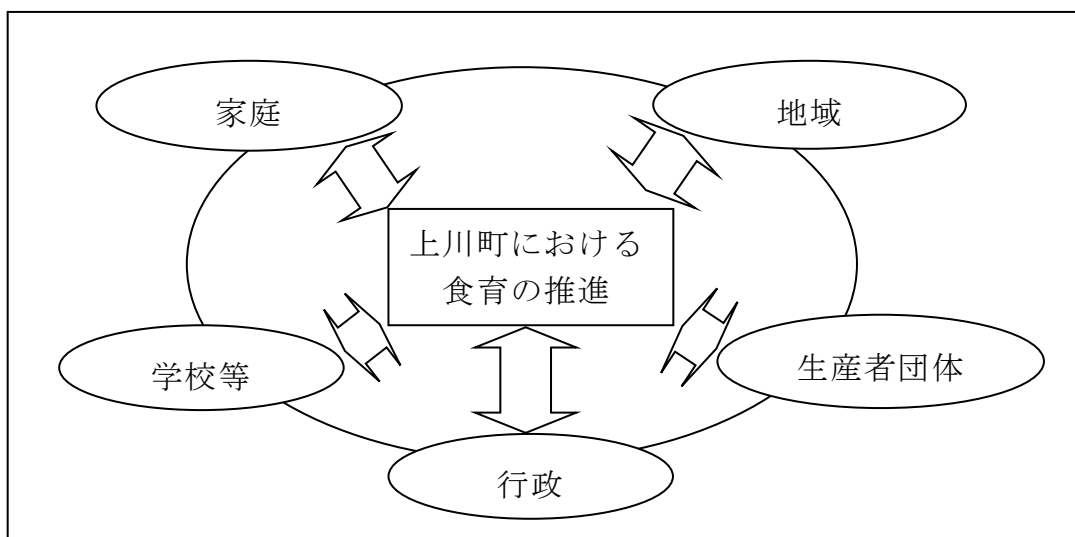 家庭
地域
上川町における
食育の推進
学校等
生産者団体
行政